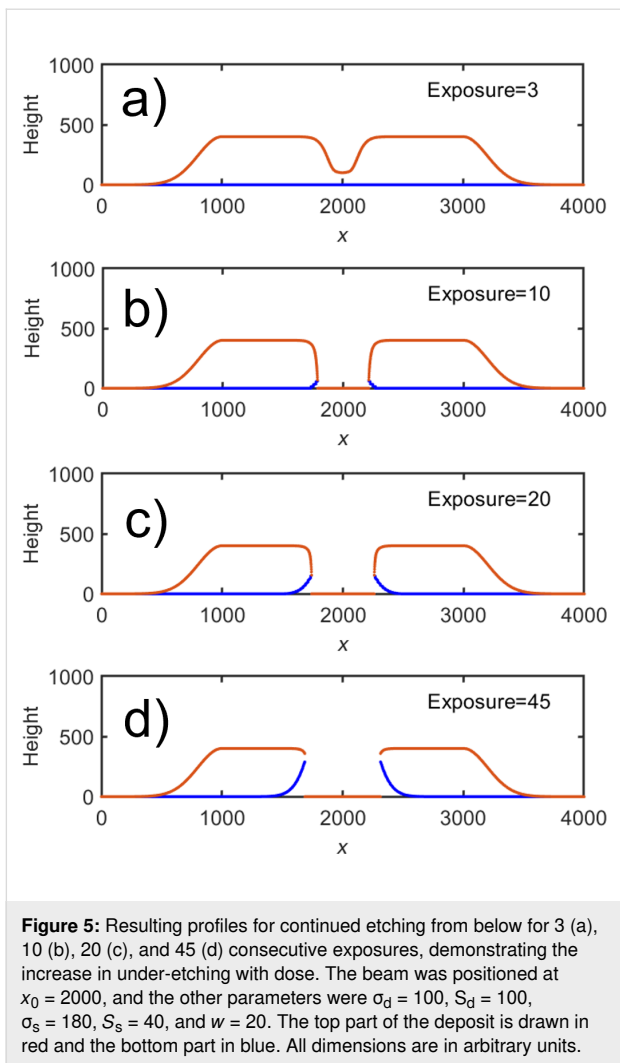 1000
a)
Exposure=3
Height
500
0
0 1000 2000 3000 4000
x
1000
b)
Exposure=10
Height
500
0
0 1000 2000 3000 4000
x
1000
c)
Exposure=20
Height
500
0
0 1000 2000 3000 4000
x
1000
d)
Exposure=45
Height
500
0
0 1000 2000 3000 4000
x
Figure 5: Resulting profiles for continued etching from below for 3 (a),
10 (b), 20 (c), and 45 (d) consecutive exposures, demonstrating the
increase in under-etching with dose. The beam was positioned at
x₀ = 2000, and the other parameters were σd = 100, Sd = 100,
σs = 180, Ss = 40, and w = 20. The top part of the deposit is drawn in
red and the bottom part in blue. All dimensions are in arbitrary units.